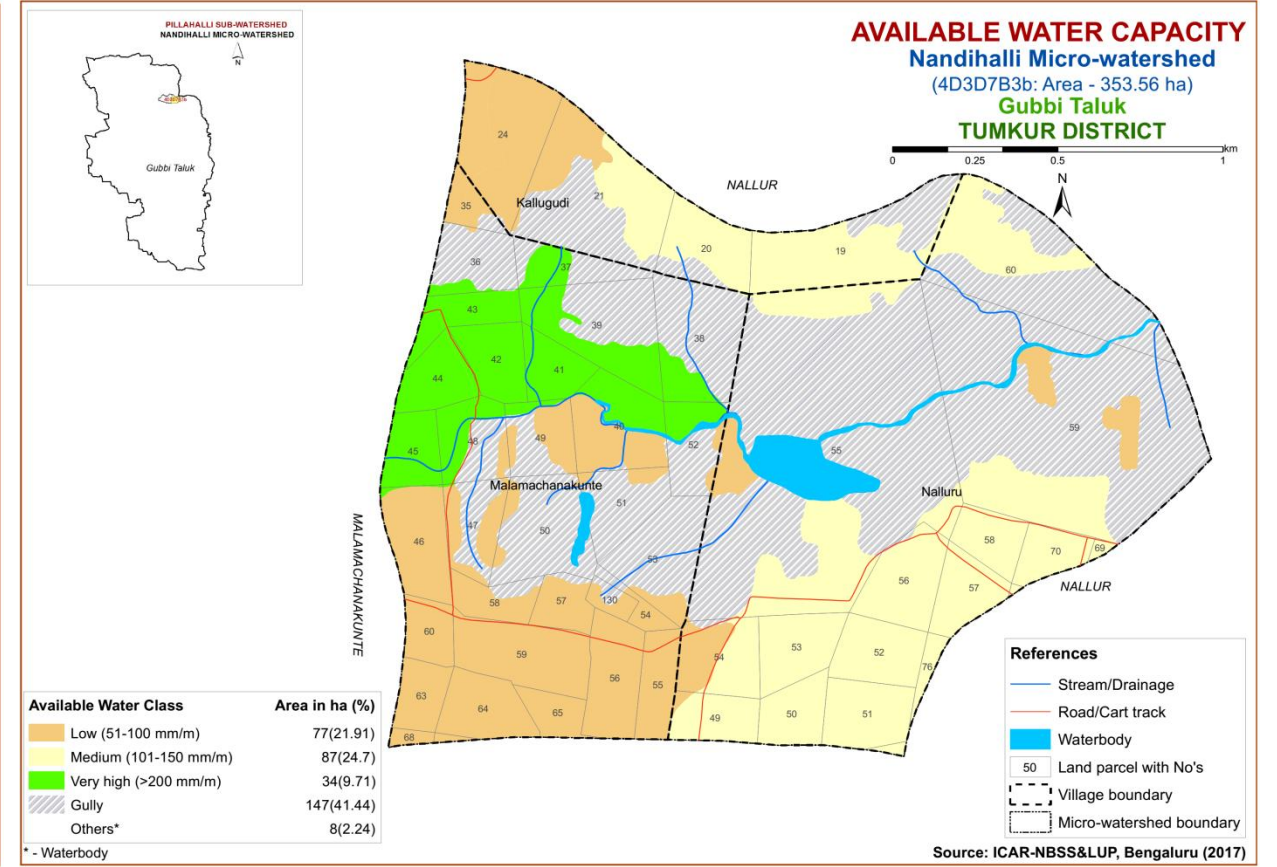 PILLAHALLI SUB-WATERSHED
NANDIHALLI MICRO-WATERSHED
N
Gubbi Taluk
AVAILABLE WATER CAPACITY
Nandihalli Micro-watershed
(4D3D7B3b: Area - 353.56 ha)
Gubbi Taluk
TUMKUR DISTRICT
km
0 0.25 0.5 1
N
NALLUR
24
21
Kallugudi
35
20
19
36
37
60
43
39
38
42
41
44
40
59
45
48
49
52
55
Malamachanakunte
Nalluru
51
47
50
46
53
58
70
69
56
57
NALLUR
MALAMACHANAKUNTE
58
57
130
54
60
59
54
53
52
76
56
55
63
64
65
49
50
51
68
Available Water Class Area in ha (%)
Low (51-100 mm/m) 77(21.91)
Medium (101-150 mm/m) 87(24.7)
Very high (>200 mm/m) 34(9.71)
Gully 147(41.44)
Others* 8(2.24)
* - Waterbody
References
Stream/Drainage
Road/Cart track
Waterbody
50 Land parcel with No's
Village boundary
Micro-watershed boundary
Source: ICAR-NBSS&LUP, Bengaluru (2017)